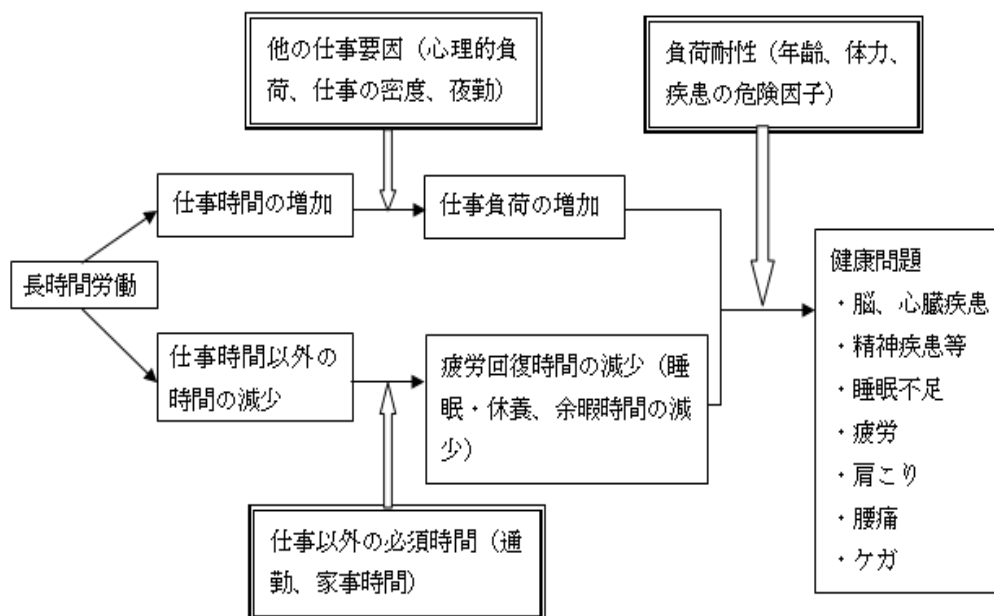 他の仕事要因（心理的負
荷、仕事の密度、夜勤）
負荷耐性（年齢、体力、
疾患の危険因子）
仕事時間の増加
仕事負荷の増加
長時間労働
仕事時間以外の
時間の減少
疲労回復時間の減少（睡
眠・休養、余暇時間の減
少）
仕事以外の必須時間（通
勤、家事時間）
健康問題
・脳、心臓疾患
・精神疾患等
・睡眠不足
・疲労
・肩こり
・腰痛
・ケガ